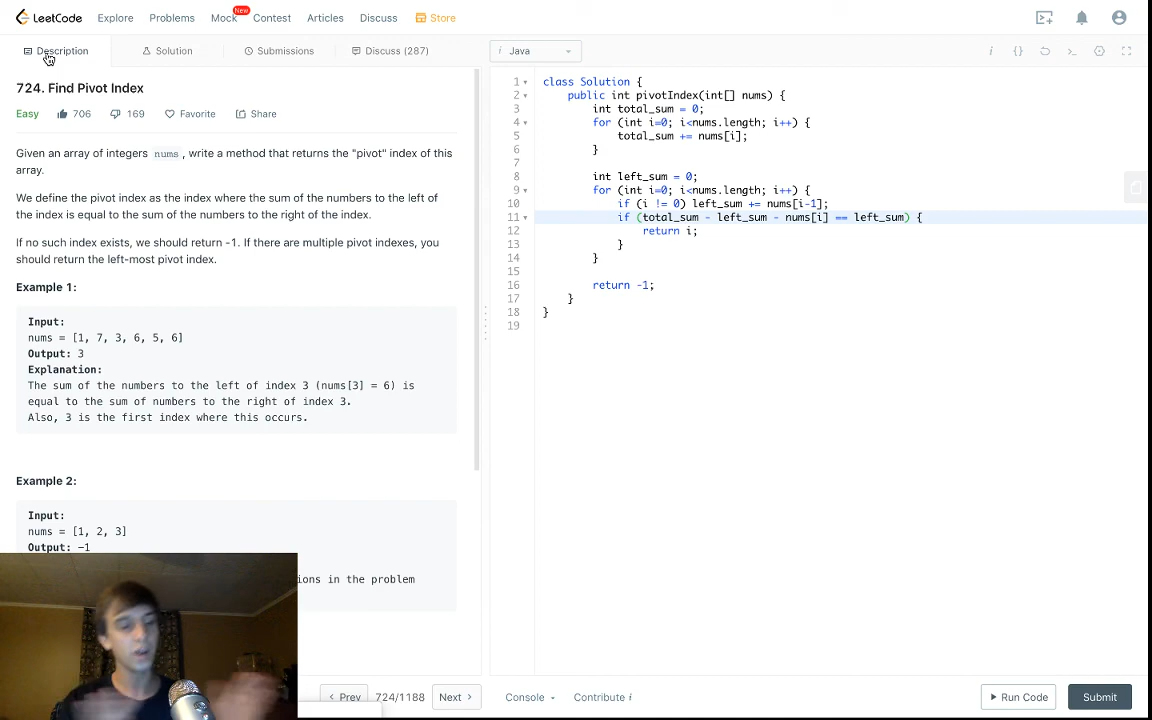 LeetCode Explore Problems Mock New Contest Articles Discuss Store
Description Solution Submissions Discuss (287)
724. Find Pivot Index
Easy 706 169 Favorite Share
Given an array of integers nums , write a method that returns the "pivot" index of this
array.
We define the pivot index as the index where the sum of the numbers to the left of
the index is equal to the sum of the numbers to the right of the index.
If no such index exists, we should return -1. If there are multiple pivot indexes, you
should return the left-most pivot index.
Example 1:
Input:
nums = [1, 7, 3, 6, 5, 6]
Output: 3
Explanation:
The sum of the numbers to the left of index 3 (nums[3] = 6) is
equal to the sum of numbers to the right of index 3.
Also, 3 is the first index where this occurs.
Example 2:
Input:
nums = [1, 2, 3]
Output: -1
ions in the problem
Prev 724/1188 Next
i Java
1 class Solution {
2 public int pivotIndex(int[] nums) {
3 int total_sum = 0;
4 for (int i=0; i<nums.length; i++) {
5 total_sum += nums[i];
6 }
7
8 int left_sum = 0;
9 for (int i=0; i<nums.length; i++) {
10 if (i != 0) left_sum += nums[i-1];
11 if (total_sum - left_sum - nums[i] == left_sum) {
12 return i;
13 }
14 }
15
16 return -1;
17 }
18 }
19
Console Contribute i Run Code Submit